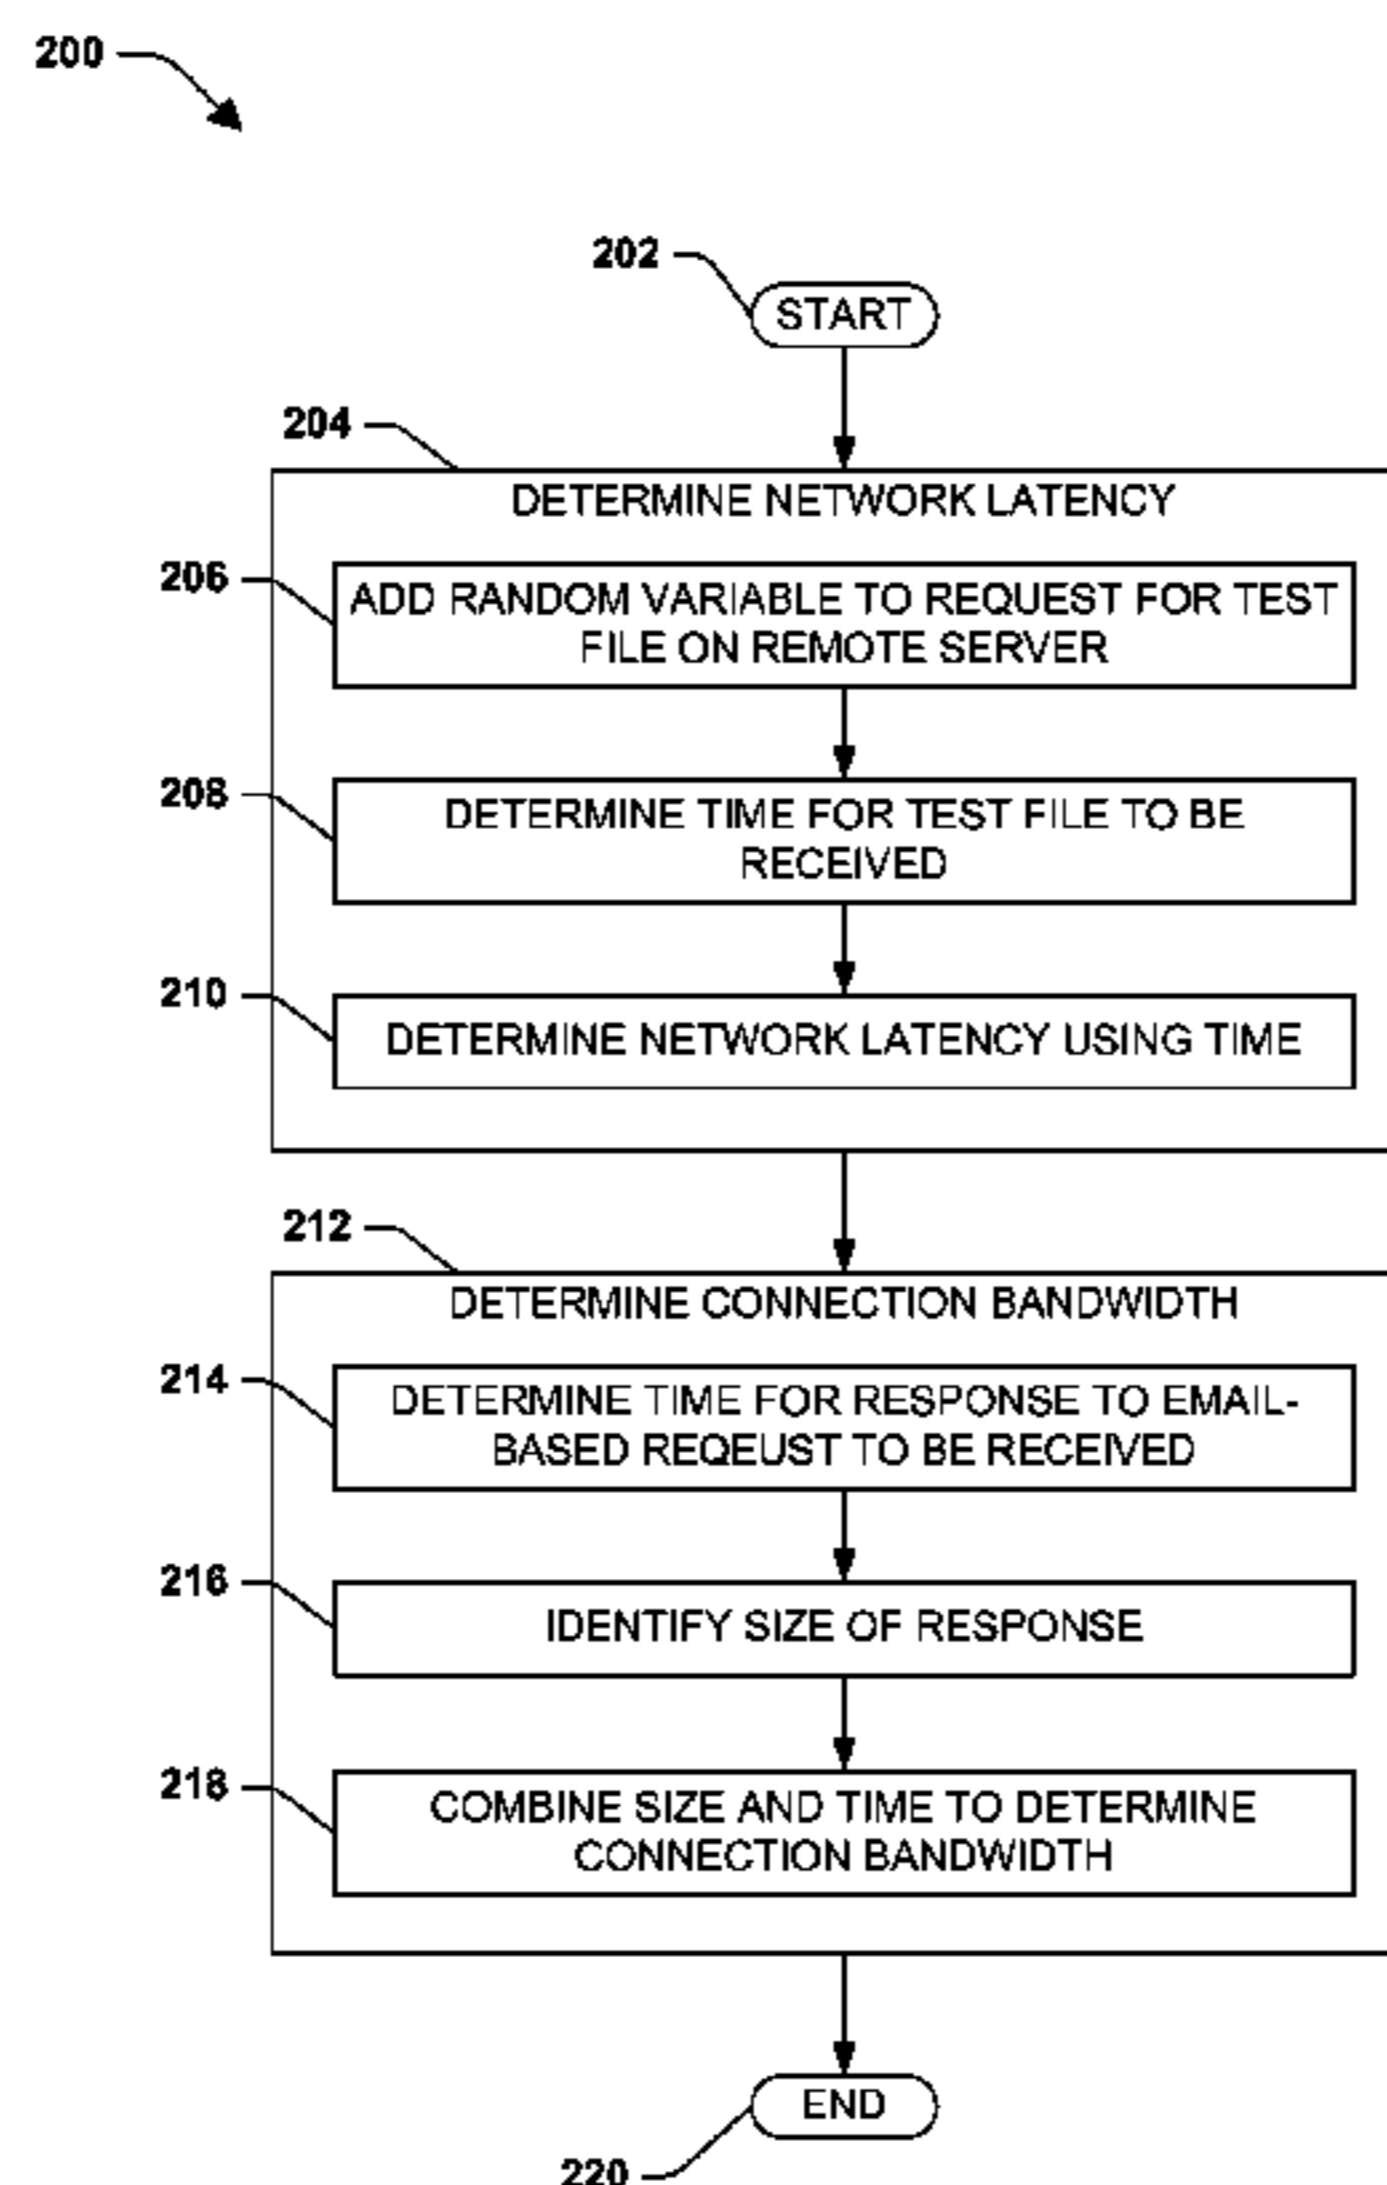 200
202
START
204
DETERMINE NETWORK LATENCY
206
ADD RANDOM VARIABLE TO REQUEST FOR TEST
FILE ON REMOTE SERVER
208
DETERMINE TIME FOR TEST FILE TO BE
RECEIVED
210
DETERMINE NETWORK LATENCY USING TIME
212
DETERMINE CONNECTION BANDWIDTH
214
DETERMINE TIME FOR RESPONSE TO EMAIL-
BASED REQEUST TO BE RECEIVED
216
IDENTIFY SIZE OF RESPONSE
218
COMBINE SIZE AND TIME TO DETERMINE
CONNECTION BANDWIDTH
END
220